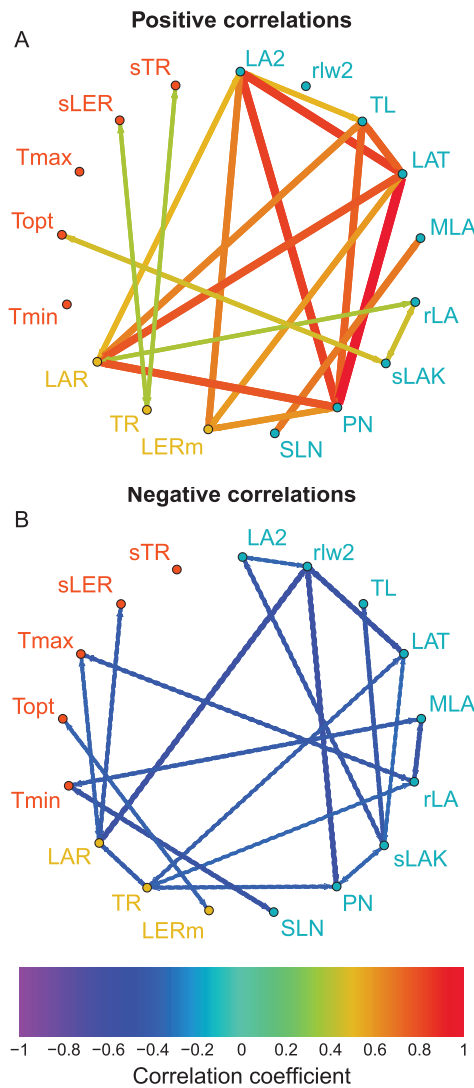 Positive correlations
A
LA2
rlw2
sTR
sLER
TL
Tmax
LAT
Topt
MLA
Tmin
rLA
LAR
sLAK
TR
LERm
SLN
PN
Negative correlations
B
LA2
rlw2
sTR
sLER
TL
Tmax
LAT
Topt
MLA
Tmin
rLA
LAR
sLAK
TR
LERm
SLN
PN
−1 −0.8 −0.6 −0.4 −0.2 0 0.2 0.4 0.6 0.8 1
Correlation coefficient